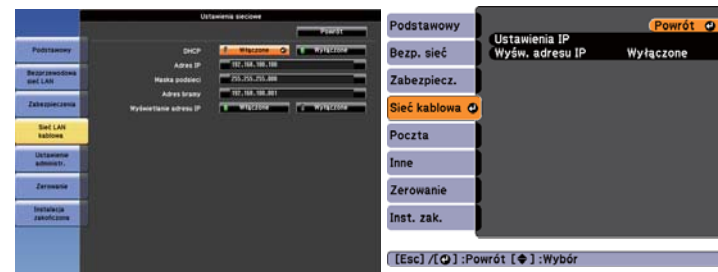 Ustawienia sieciowe
Powrót
Podstawowy
Bezprzewodowa
sieć LAN
Zabezpieczenia
Sieć LAN
kablowa
Ustawienie
administr.
Zerowanie
Instalacja
zakończona
DHCP Włączone Wyłączone
Adres IP 192.168.100.100
Maska podsieci 255.255.255.000
Adres bramy 192.168.100.001
Wyświetlanie adresu IP Włączone Wyłączone
Podstawowy
Bezp. sieć
Zabezpiecz.
Sieć kablowa
Poczta
Inne
Zerowanie
Inst. zak.
Powrót
Ustawienia IP
Wyśw. adresu IP Wyłączone
[Esc] /[ ] :Powrót [ ] :Wybór